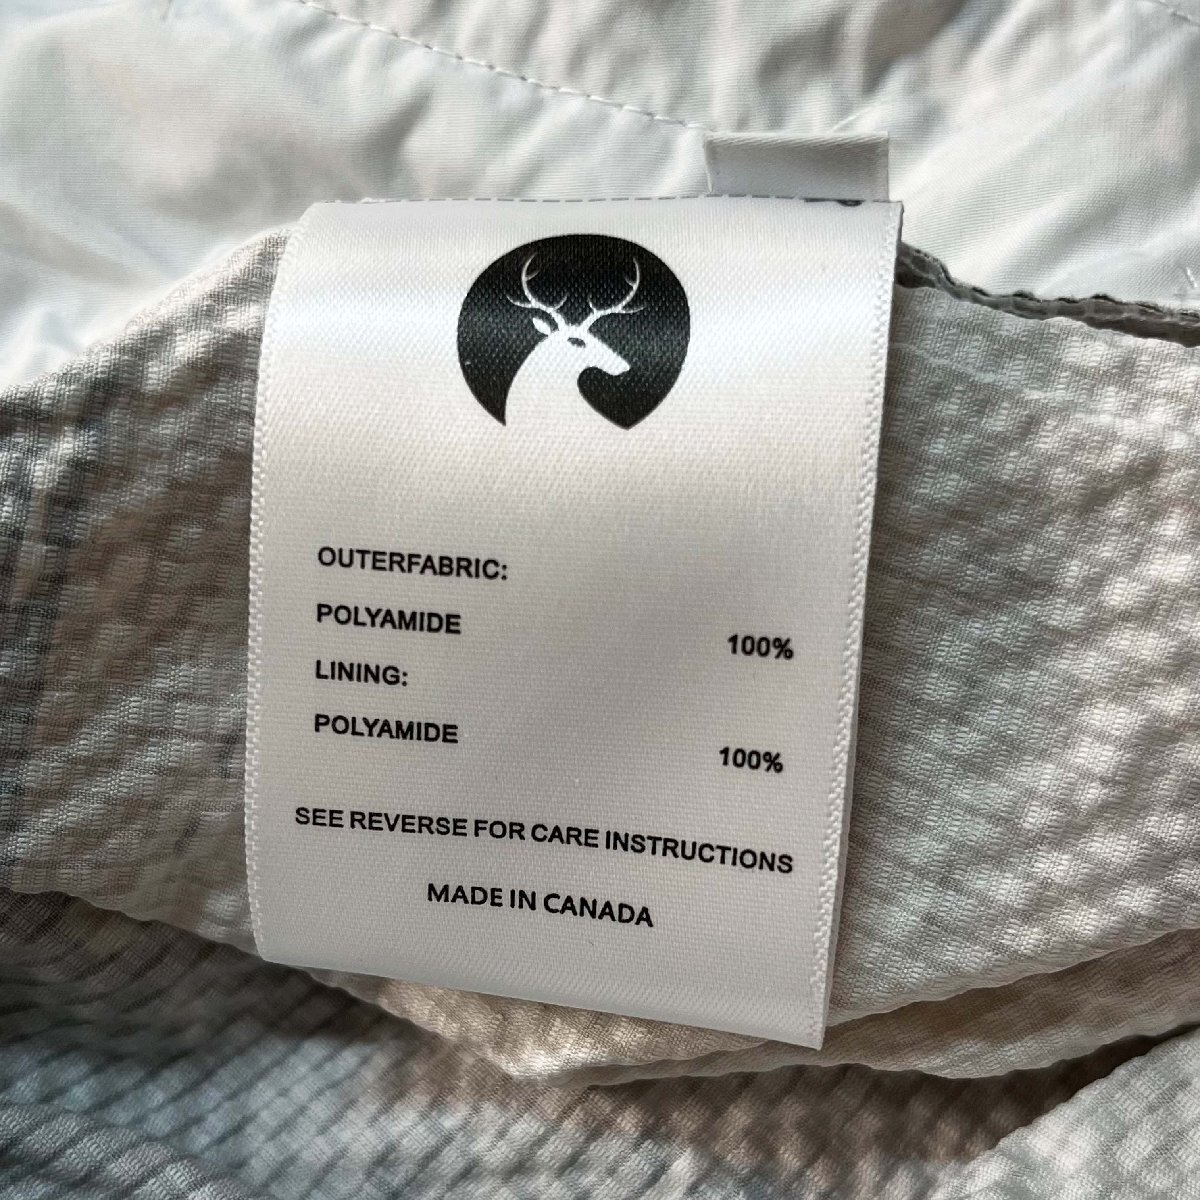 OUTERFABRIC:
POLYAMIDE 100%
LINING:
POLYAMIDE 100%
SEE REVERSE FOR CARE INSTRUCTIONS
MADE IN CANADA